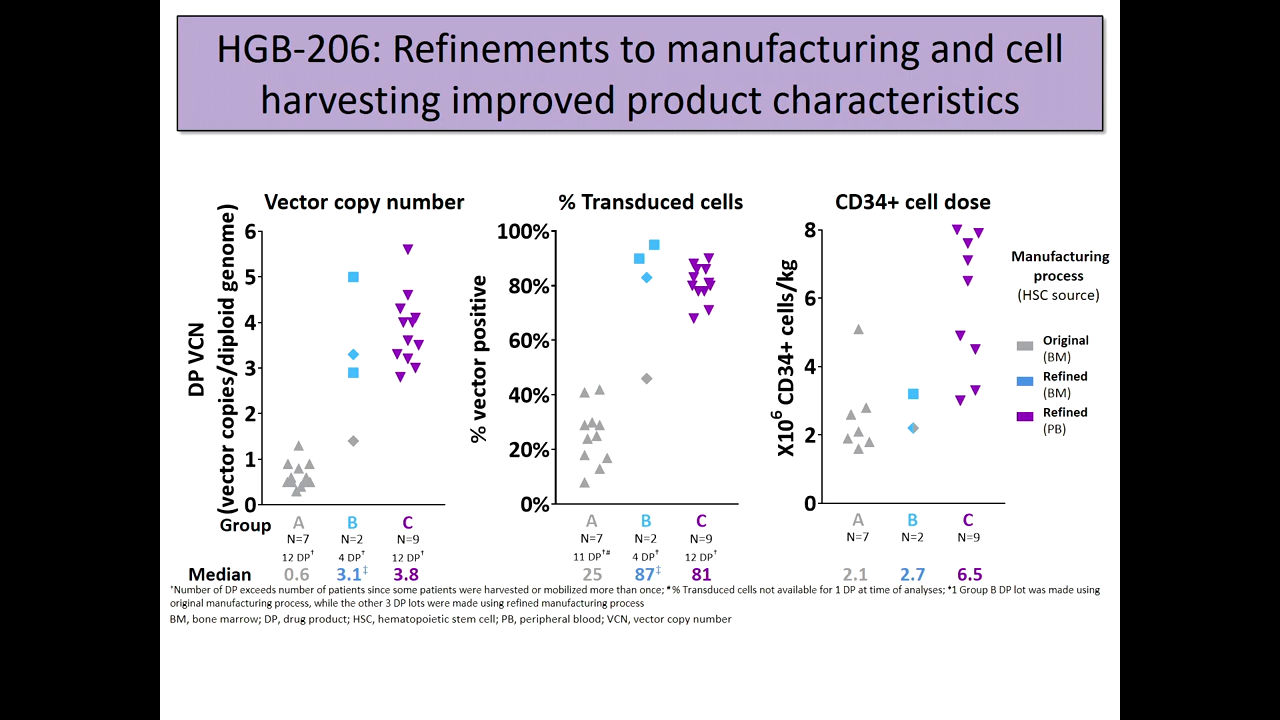 HGB-206: Refinements to manufacturing and cell
harvesting improved product characteristics
Vector copy number
DP VCN
(vector copies/diploid genome)
6
5
4
3
2
1
0
% Transduced cells
% vector positive
100%
80%
60%
40%
20%
0%
CD34+ cell dose
X10⁶ CD34+ cells/kg
8
6
4
2
0
Manufacturing
process
(HSC source)
Original
(BM)
Refined
(BM)
Refined
(PB)
Group A B C
N=7 N=2 N=9
12 DP† 4 DP† 12 DP†
Median 0.6 3.1‡ 3.8
A B C
N=7 N=2 N=9
11 DP†# 4 DP† 12 DP†
25 87‡ 81
A B C
N=7 N=2 N=9
2.1 2.7 6.5
†Number of DP exceeds number of patients since some patients were harvested or mobilized more than once; #% Transduced cells not available for 1 DP at time of analyses; ‡1 Group B DP lot was made using
original manufacturing process, while the other 3 DP lots were made using refined manufacturing process
BM, bone marrow; DP, drug product; HSC, hematopoietic stem cell; PB, peripheral blood; VCN, vector copy number